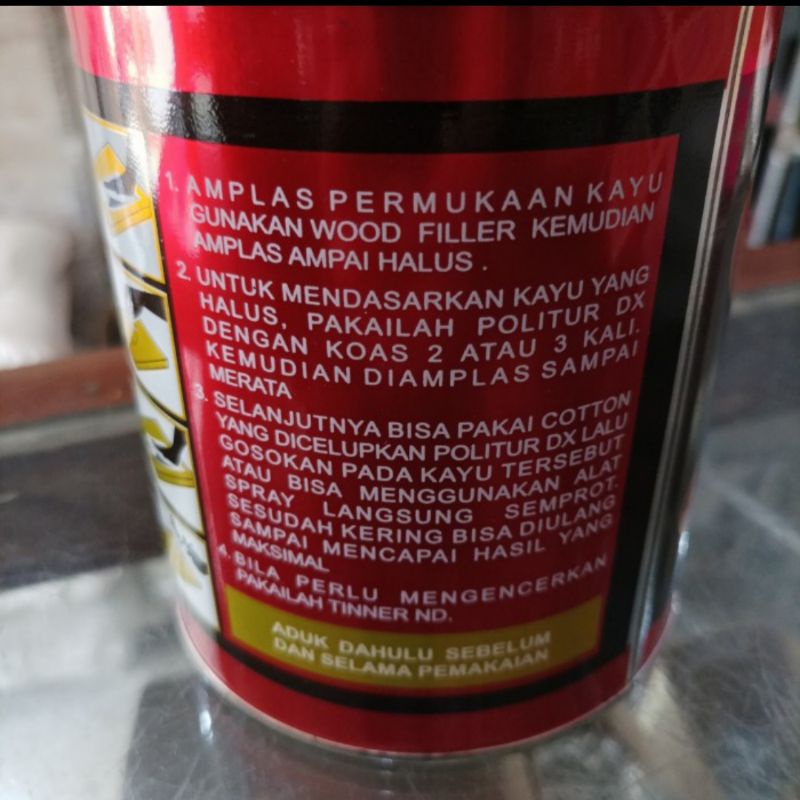 1. AMPLAS PERMUKAAN KAYU
GUNAKAN WOOD FILLER KEMUDIAN
AMPLAS AMPAI HALUS .
2. UNTUK MENDASARKAN KAYU YANG
HALUS, PAKAILAH POLITUR DX
DENGAN KOAS 2 ATAU 3 KALI.
KEMUDIAN DIAMPLAS SAMPAI
MERATA
3. SELANJUTNYA BISA PAKAI COTTON
YANG DICELUPKAN POLITUR DX LALU
GOSOKAN PADA KAYU TERSEBUT
ATAU BISA MENGGUNAKAN ALAT
SPRAY LANGSUNG SEMPROT.
SESUDAH KERING BISA DIULANG
SAMPAI MENCAPAI HASIL YANG
MAKSIMAL
4. BILA PERLU MENGENCERKAN
PAKAILAH TINNER ND.
ADUK DAHULU SEBELUM
DAN SELAMA PEMAKAIAN